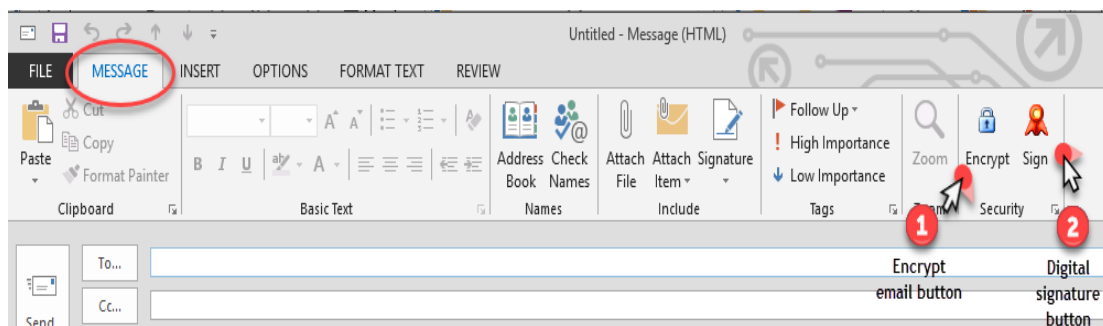 Untitled - Message (HTML)
FILE MESSAGE INSERT OPTIONS FORMAT TEXT REVIEW
Cut
Copy
Format Painter
Paste
Clipboard
A A
B I U ab A
Basic Text
Address Book
Check Names
Names
Attach File
Attach Item
Signature
Include
Follow Up
High Importance
Low Importance
Tags
Zoom
Zoom
Encrypt
Sign
Security
1
2
Encrypt
email button
Digital
signature
button
To...
Cc...
Send